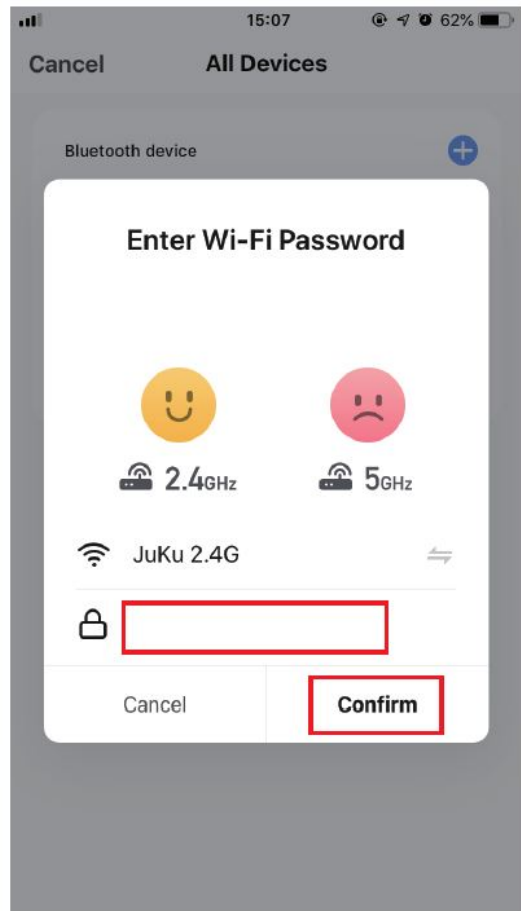 15:07 62%
Cancel All Devices
Bluetooth device
Enter Wi-Fi Password
2.4GHz 5GHz
JuKu 2.4G
Cancel Confirm